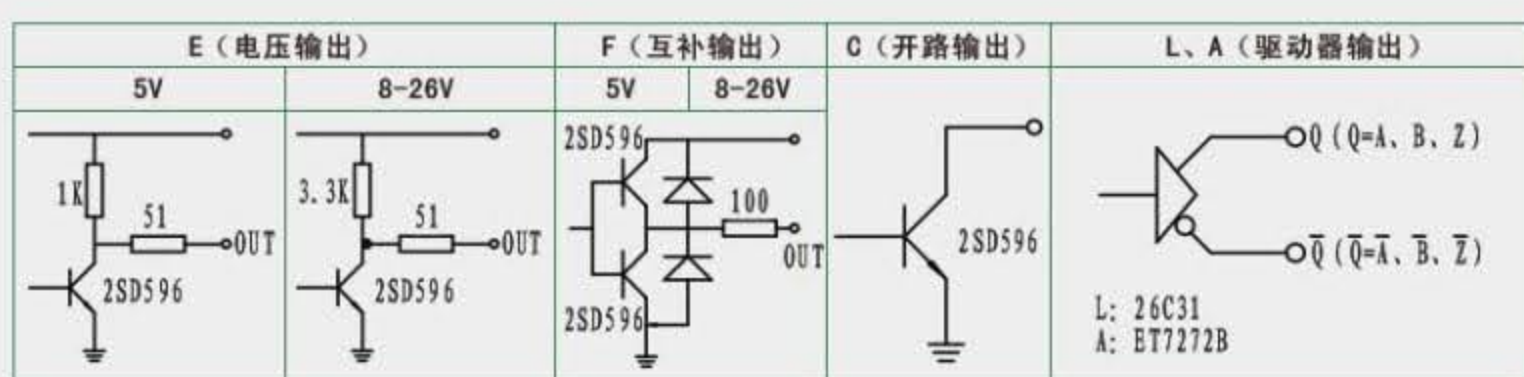 E（电压输出）
F（互补输出）
C（开路输出）
L、A（驱动器输出）
5V
8-26V
5V
8-26V
1K
51
OUT
2SD596
3.3K
51
OUT
2SD596
2SD596
100
OUT
2SD596
2SD596
Q（Q=A、B、Z）
Q̅（Q̅=A̅、B̅、Z̅）
L: 26C31
A: ET7272B